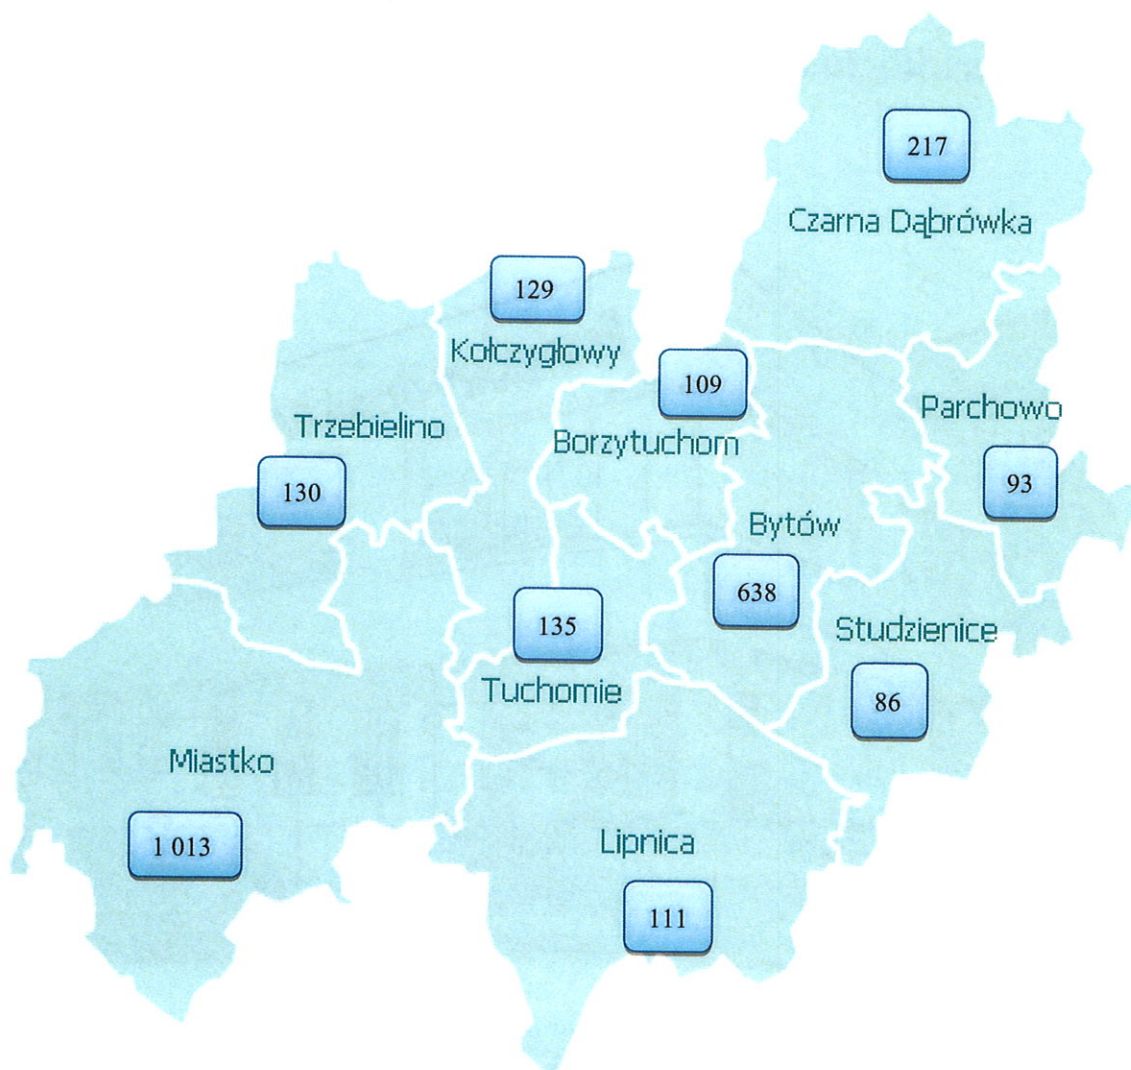 217
Czarna Dąbrówka
129
Kołczygłowy
109
Borzytuchom
Parchowo
93
Trzebielino
130
Bytów
638
135
Tuchomie
Studzienice
86
Miastko
1 013
Lipnica
111